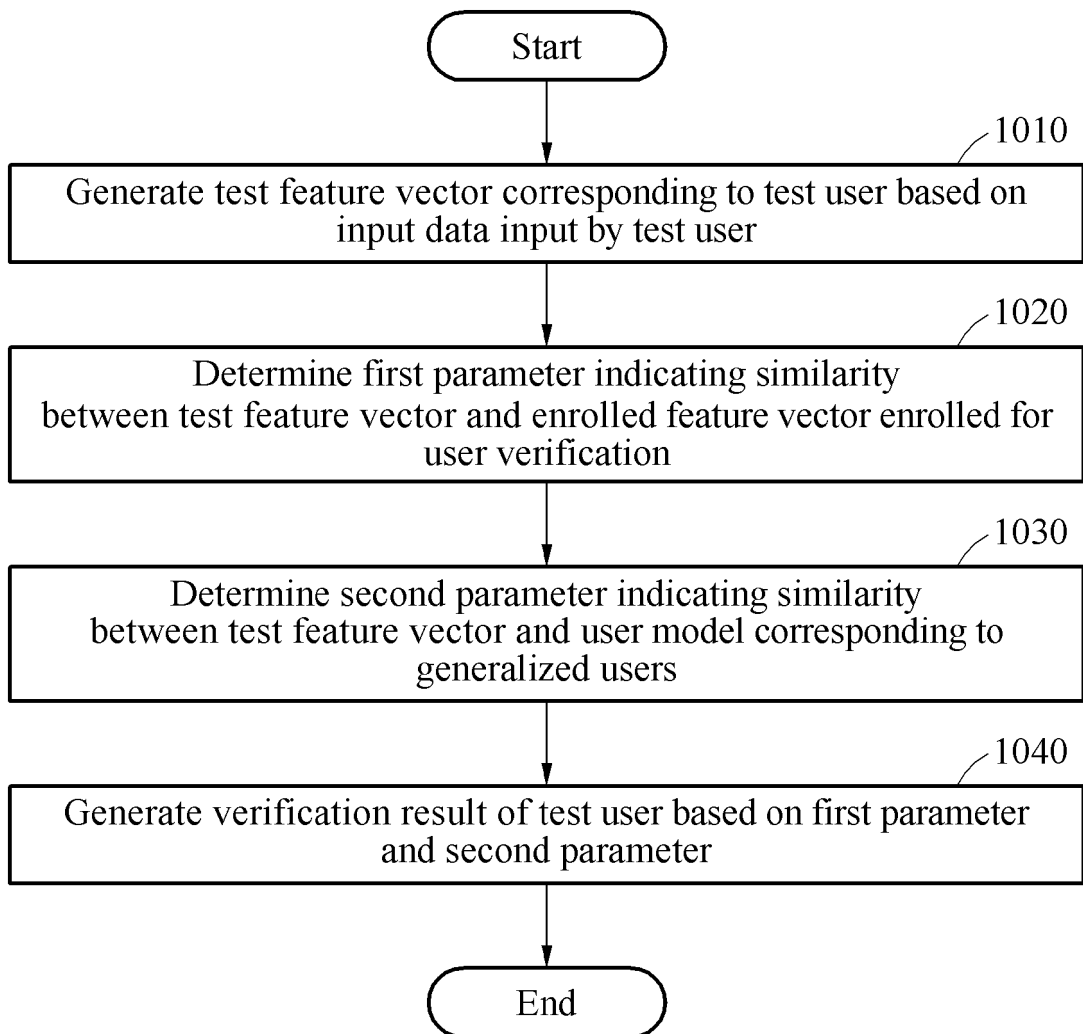 Start
1010
Generate test feature vector corresponding to test user based on
input data input by test user
1020
Determine first parameter indicating similarity
between test feature vector and enrolled feature vector enrolled for
user verification
1030
Determine second parameter indicating similarity
between test feature vector and user model corresponding to
generalized users
1040
Generate verification result of test user based on first parameter
and second parameter
End